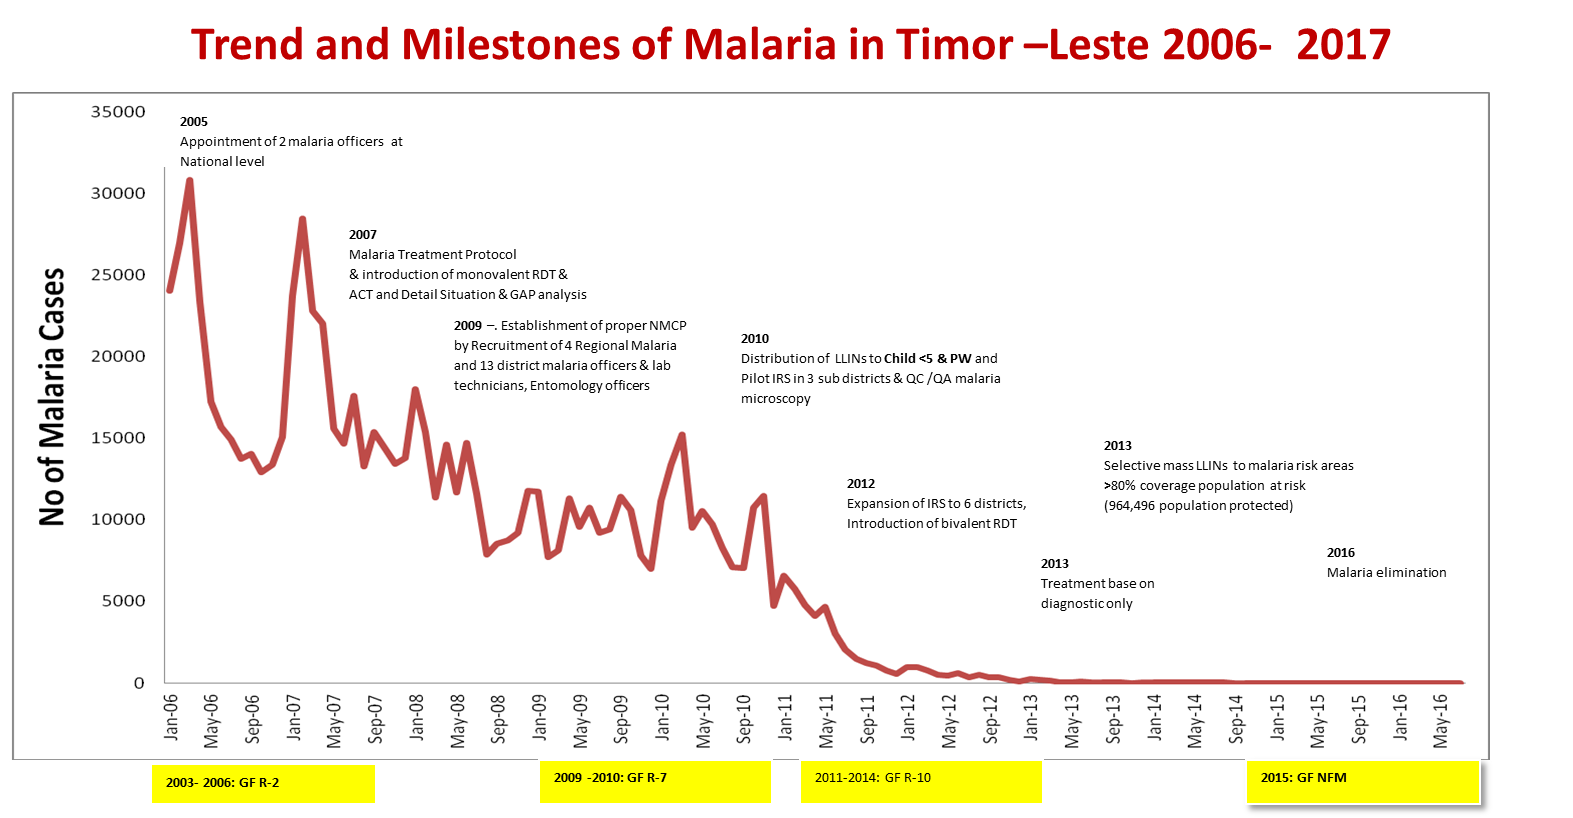 Trend and Milestones of Malaria in Timor –Leste 2006-  2017
No of Malaria Cases
35000
30000
25000
20000
15000
10000
5000
0
2005
Appointment of 2 malaria officers  at
National level
2007
Malaria Treatment Protocol
& introduction of monovalent RDT &
ACT and Detail Situation & GAP analysis
2009 –. Establishment of proper NMCP
by Recruitment of 4 Regional Malaria
and 13 district malaria officers & lab
technicians, Entomology officers
2010
Distribution of  LLINs to Child <5 & PW and
Pilot IRS in 3 sub districts & QC /QA malaria
microscopy
2012
Expansion of IRS to 6 districts,
Introduction of bivalent RDT
2013
Selective mass LLINs  to malaria risk areas
>80% coverage population at risk
(964,496 population protected)
2013
Treatment base on
diagnostic only
2016
Malaria elimination
Jan-06
May-06
Sep-06
Jan-07
May-07
Sep-07
Jan-08
May-08
Sep-08
Jan-09
May-09
Sep-09
Jan-10
May-10
Sep-10
Jan-11
May-11
Sep-11
Jan-12
May-12
Sep-12
Jan-13
May-13
Sep-13
Jan-14
May-14
Sep-14
Jan-15
May-15
Sep-15
Jan-16
May-16
2003- 2006: GF R-2
2009 -2010: GF R-7
2011-2014: GF R-10
2015: GF NFM